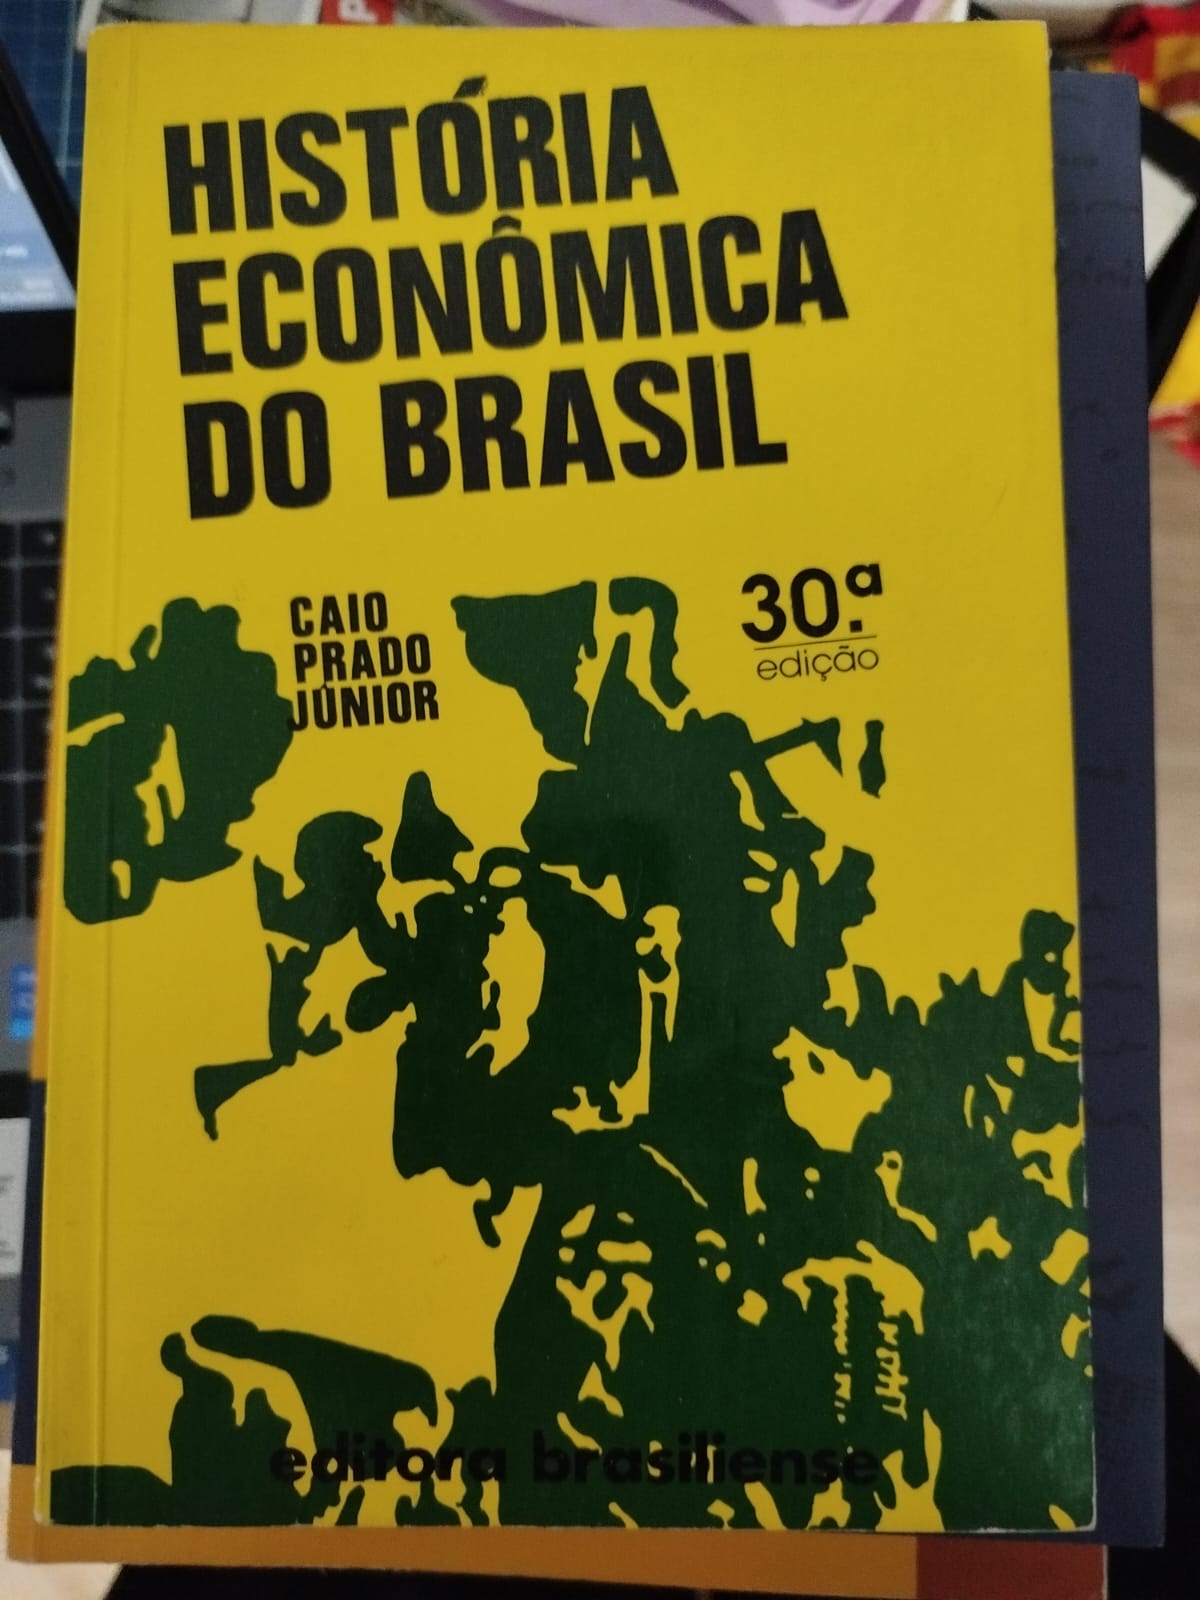 HISTÓRIA
ECONÔMICA
DO BRASIL
CAIO
PRADO
JÚNIOR
30.ª
edição
editora brasiliense